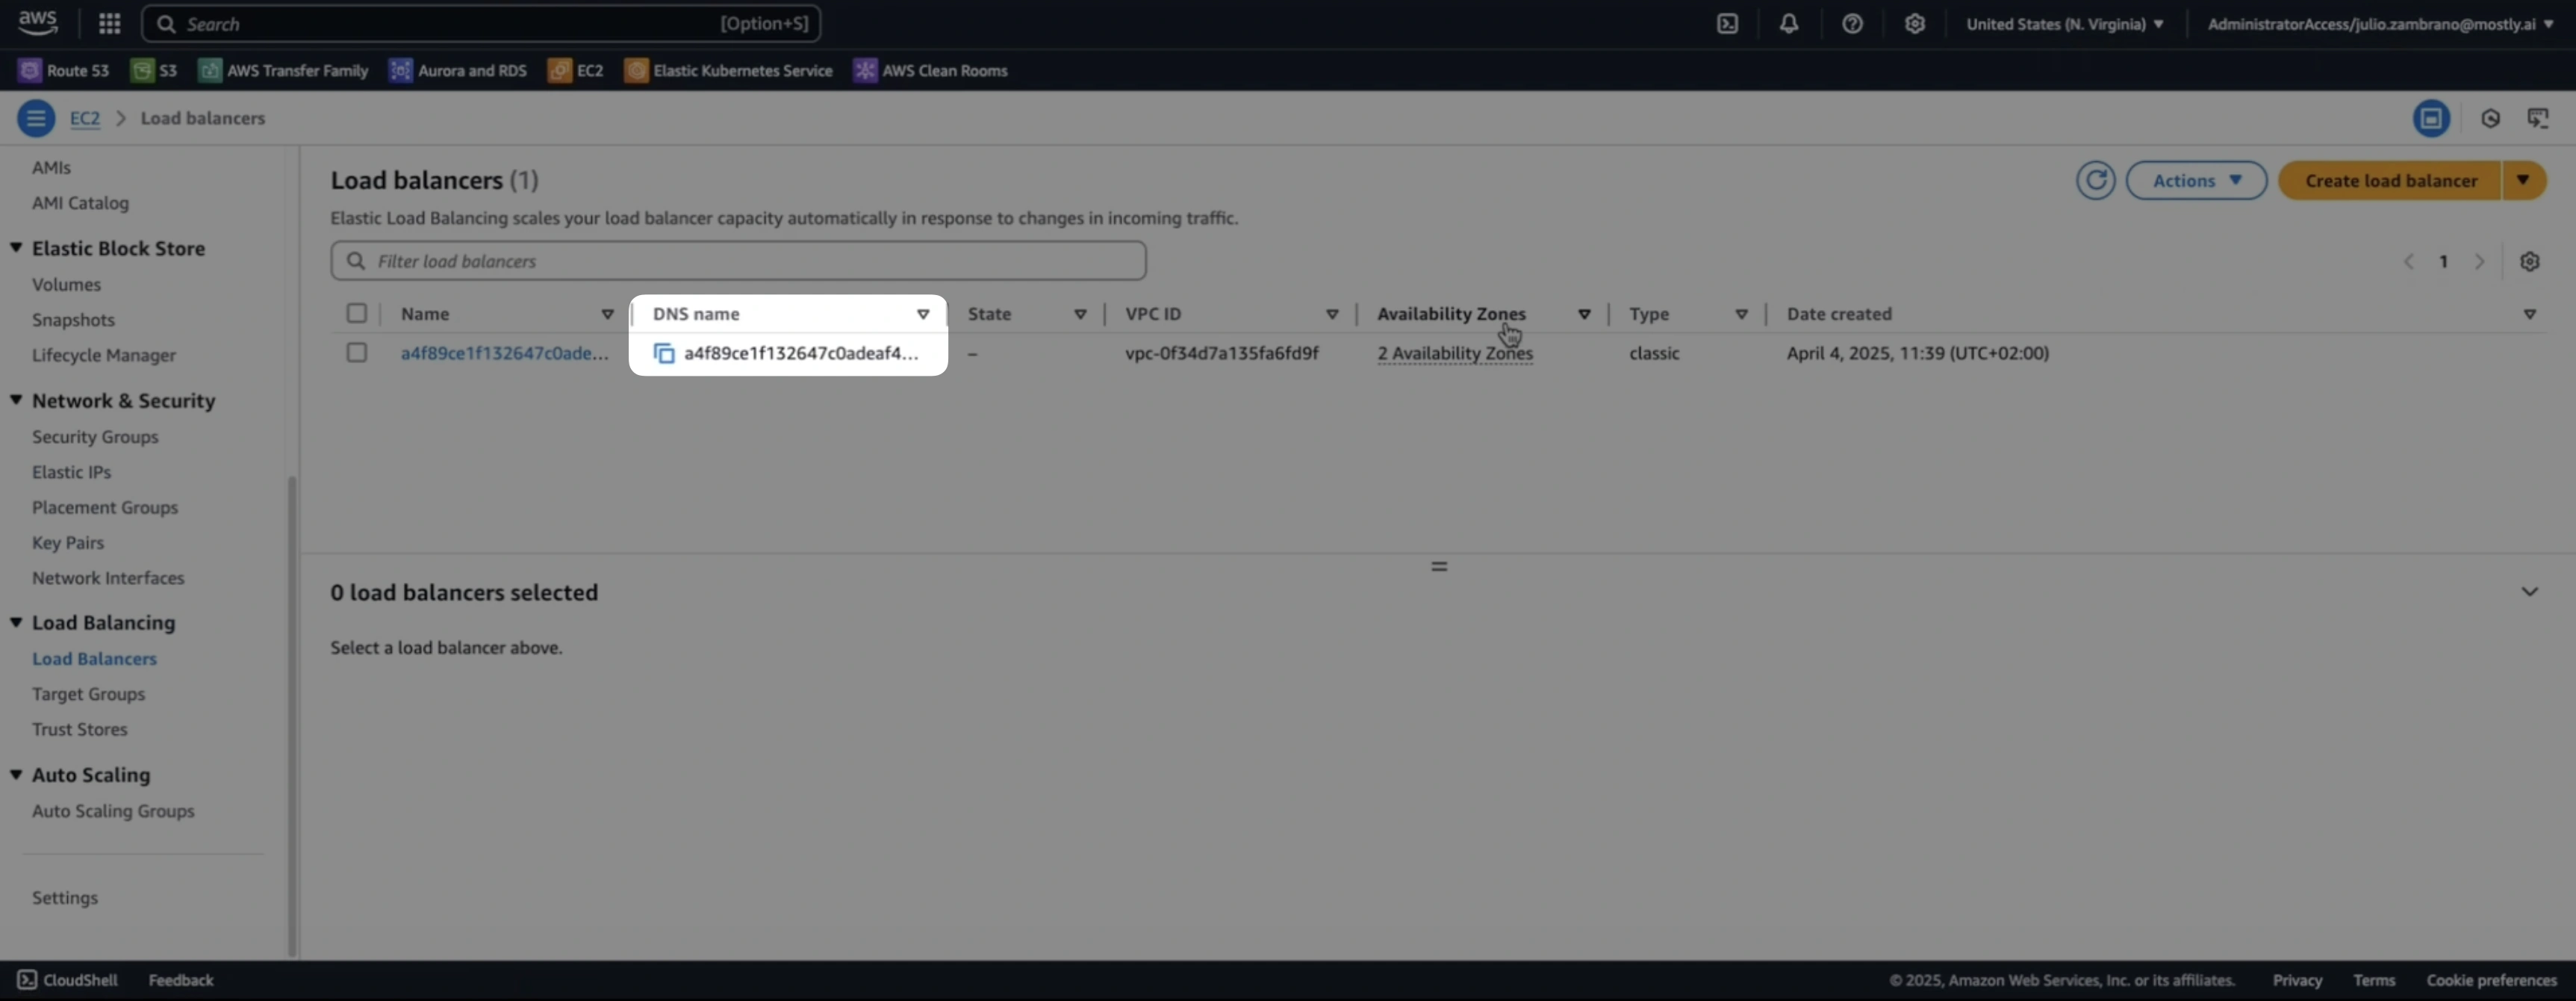 aws Search [Option+S] United States (N. Virginia) AdministratorAccess/julio.zambrano@mostly.ai
Route 53 S3 AWS Transfer Family Aurora and RDS EC2 Elastic Kubernetes Service AWS Clean Rooms
EC2 > Load balancers
AMIs
AMI Catalog
Elastic Block Store
Volumes
Snapshots
Lifecycle Manager
Network & Security
Security Groups
Elastic IPs
Placement Groups
Key Pairs
Network Interfaces
Load Balancing
Load Balancers
Target Groups
Trust Stores
Auto Scaling
Auto Scaling Groups
Settings
Load balancers (1)
Actions
Create load balancer
Elastic Load Balancing scales your load balancer capacity automatically in response to changes in incoming traffic.
Filter load balancers
1
Name DNS name State VPC ID Availability Zones Type Date created
a4f89ce1f132647c0ade... a4f89ce1f132647c0adeaf4... – vpc-0f34d7a135fa6fd9f 2 Availability Zones classic April 4, 2025, 11:39 (UTC+02:00)
0 load balancers selected
Select a load balancer above.
CloudShell Feedback © 2025, Amazon Web Services, Inc. or its affiliates. Privacy Terms Cookie preferences